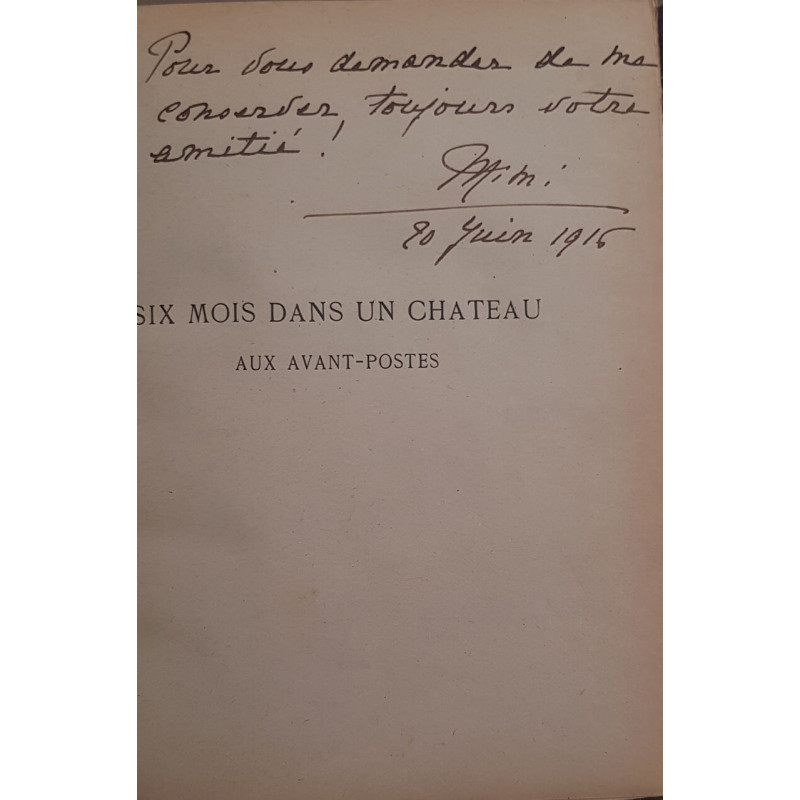 Pour vous demander de me
conserver, toujours votre
amitié!
Mimi
20 Juin 1916
SIX MOIS DANS UN CHATEAU
AUX AVANT-POSTES